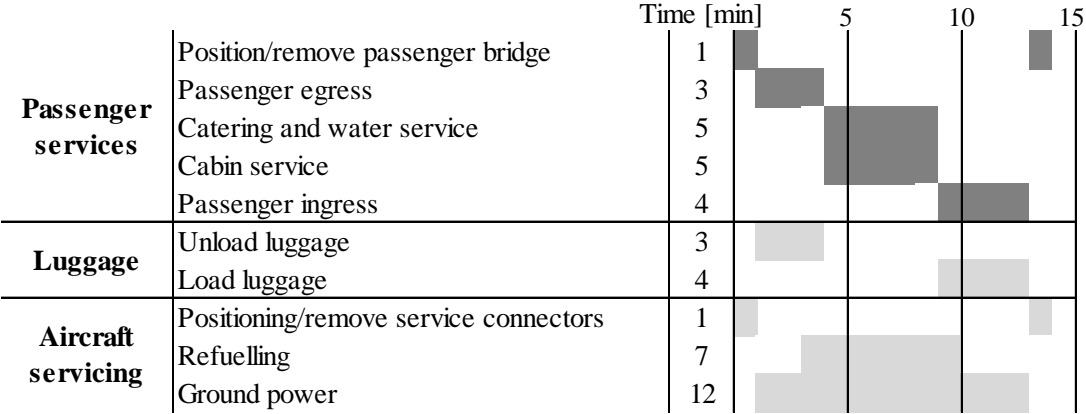 Time [min] 5 10 15
Passenger services
Position/remove passenger bridge 1
Passenger egress 3
Catering and water service 5
Cabin service 5
Passenger ingress 4
Luggage
Unload luggage 3
Load luggage 4
Aircraft servicing
Positioning/remove service connectors 1
Refuelling 7
Ground power 12